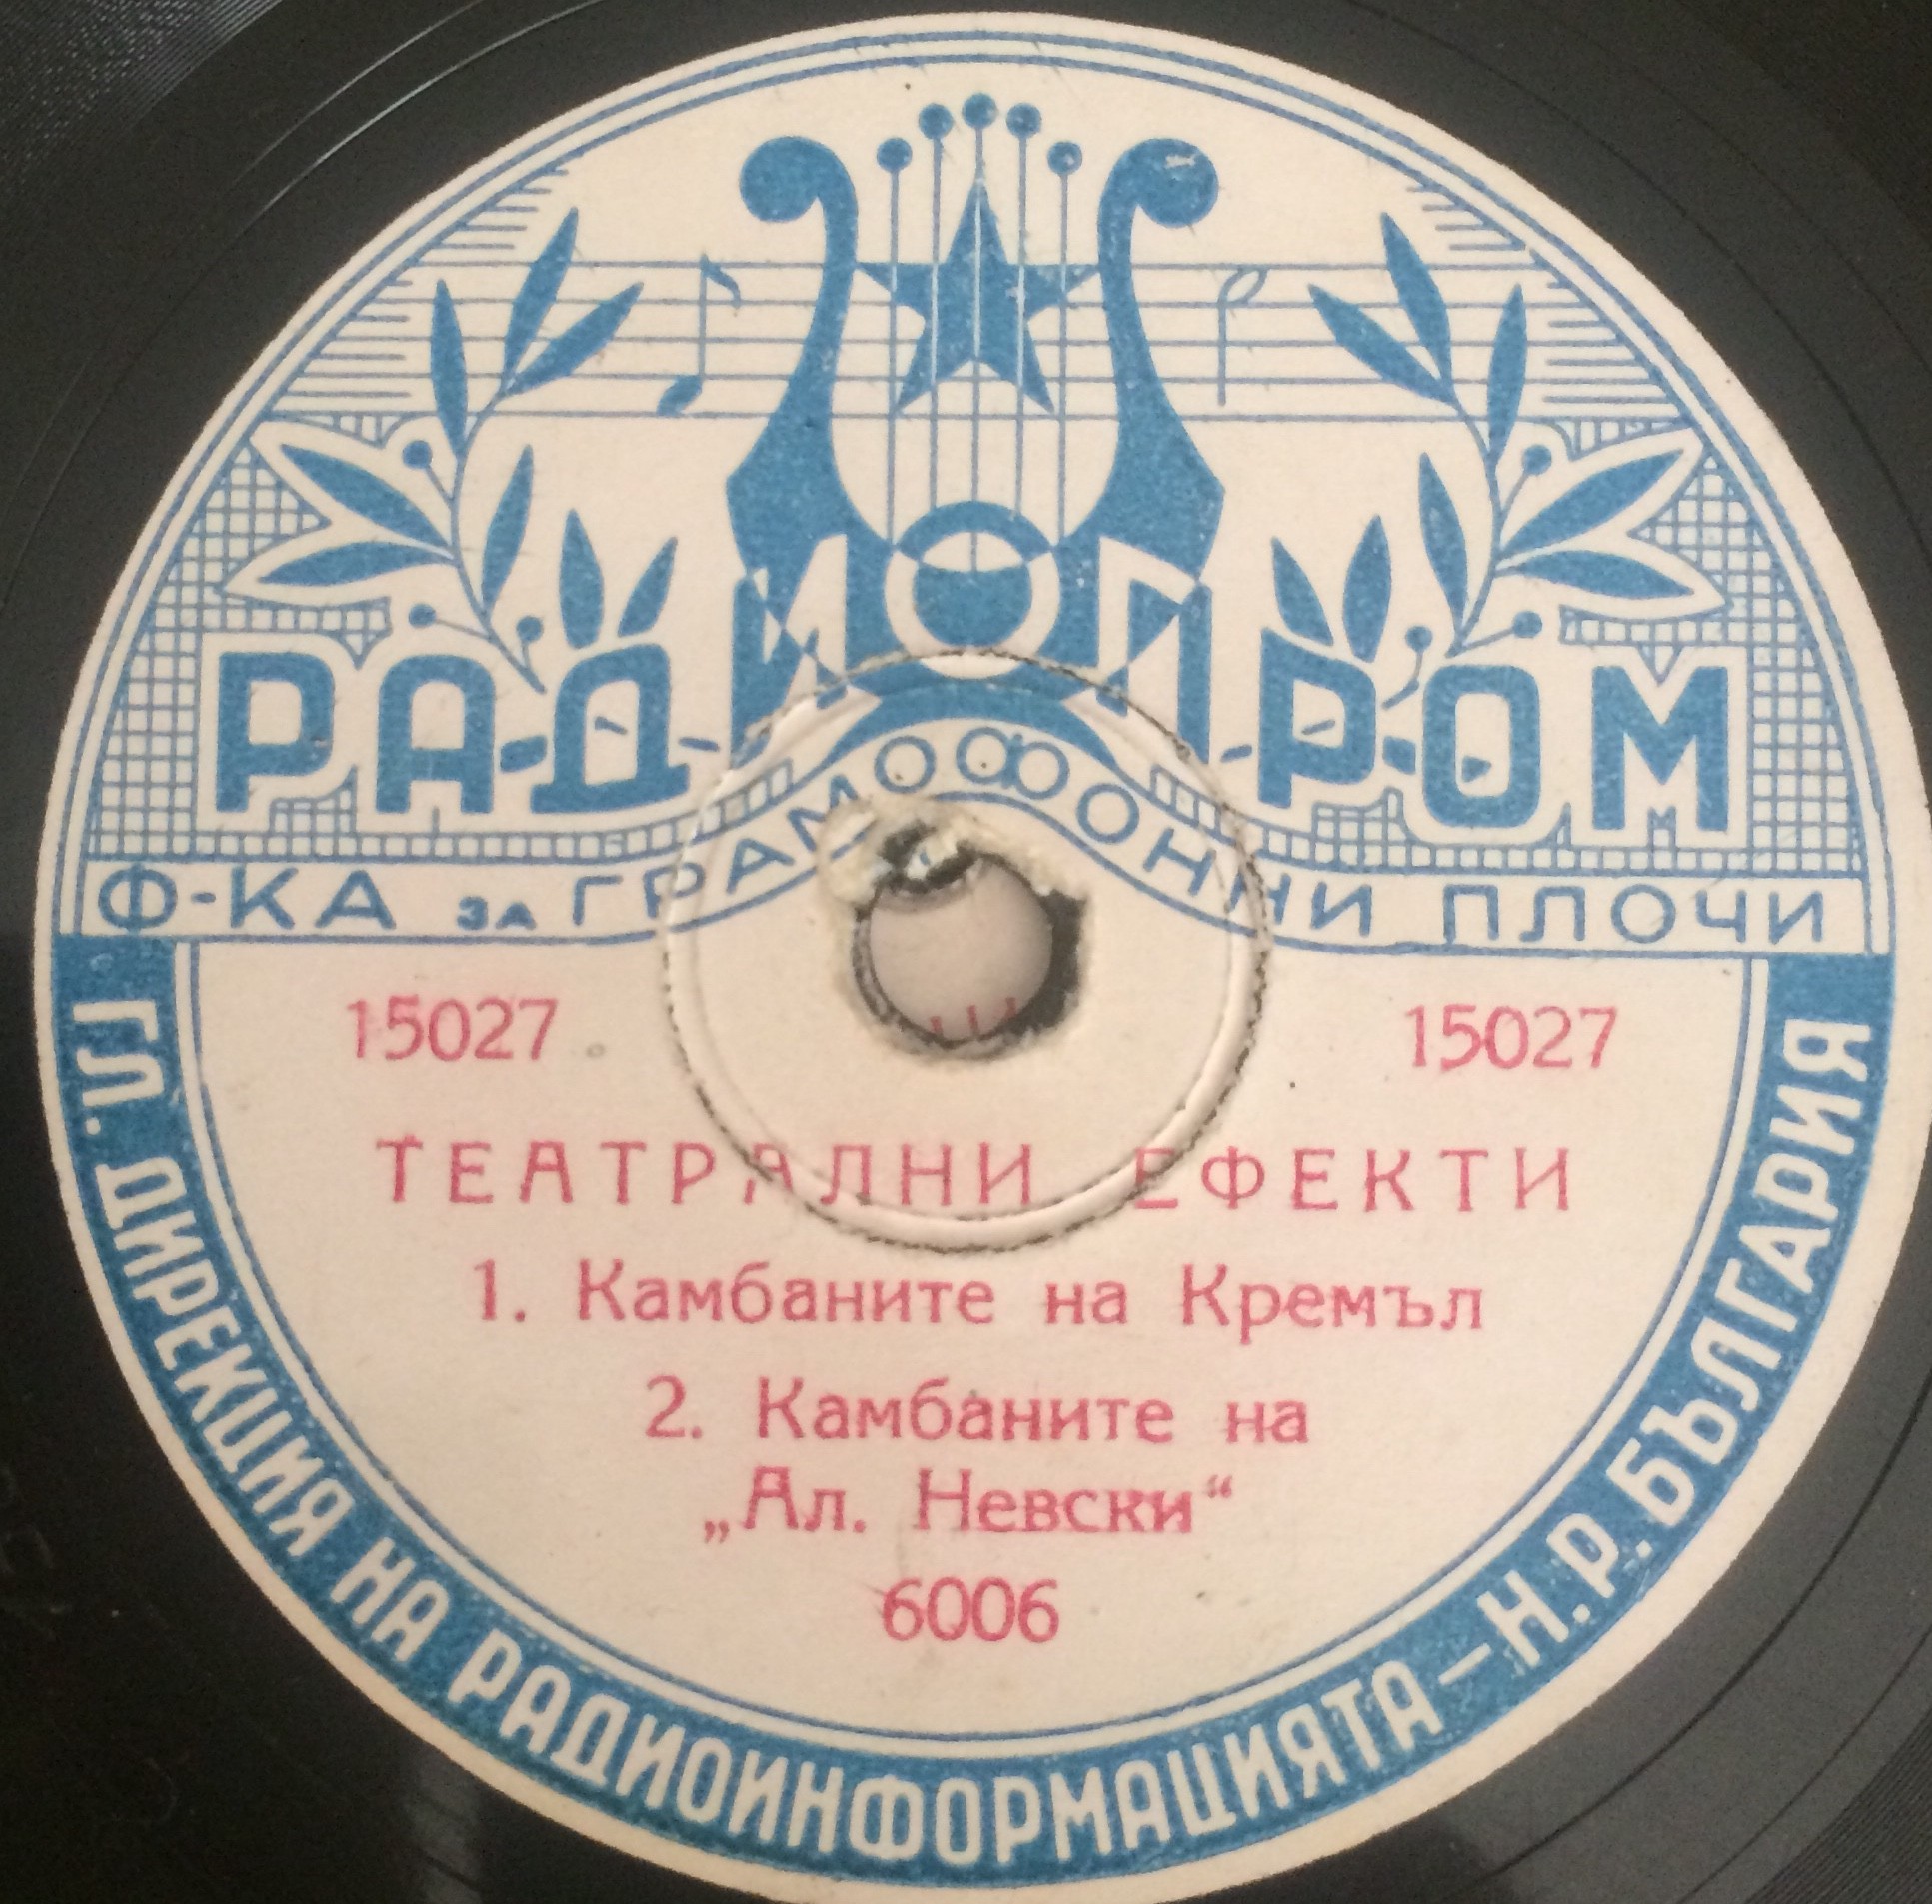 РАДИОПРОМ
Ф-КА ЗА ГРАМОФОННИ ПЛОЧИ
15027 15027
ТЕАТРАЛНИ ЕФЕКТИ
1. Камбаните на Кремъл
2. Камбаните на
„Ал. Невски“
6006
ГЛ. ДИРЕКЦИЯ НА РАДИОИНФОРМАЦИЯТА – Н.Р. БЪЛГАРИЯ